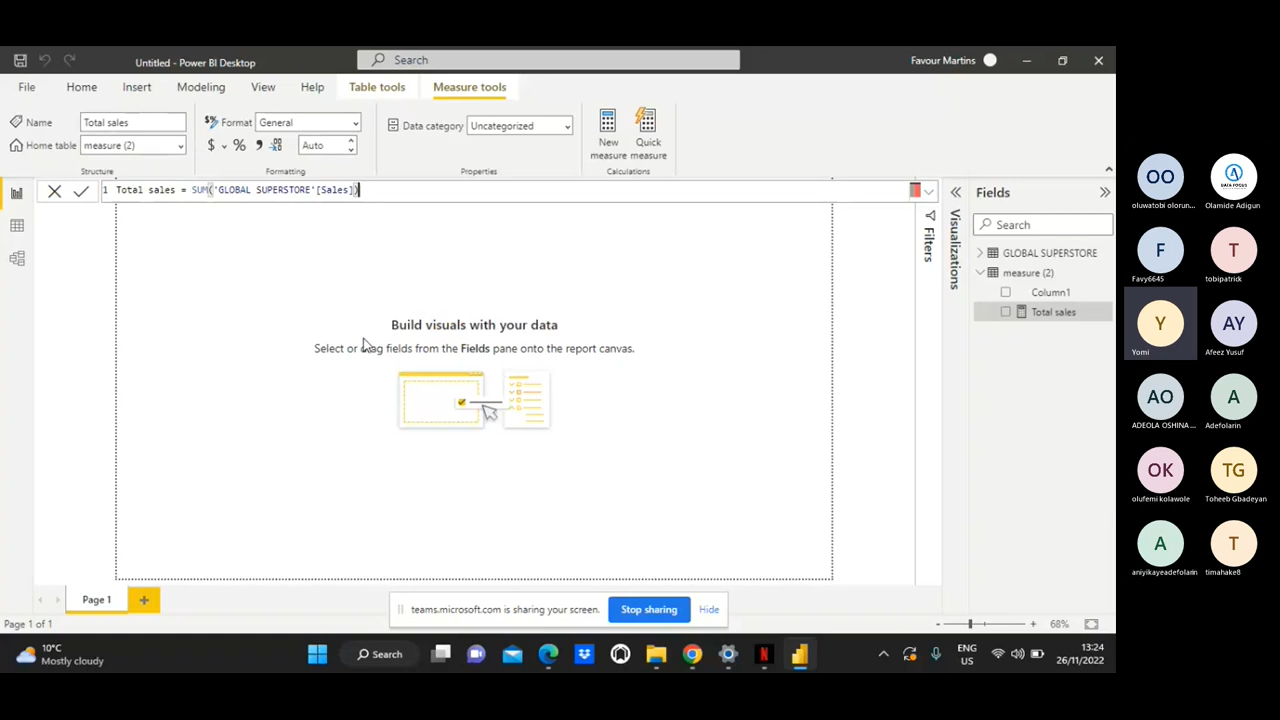 Untitled - Power BI Desktop
Search
Favour Martins
File
Home
Insert
Modeling
View
Help
Table tools
Measure tools
Name
Total sales
Format
General
Data category
Uncategorized
New measure
Quick measure
Home table
measure (2)
$
%
Auto
Structure
Formatting
Properties
Calculations
1 Total sales = SUM('GLOBAL SUPERSTORE'[Sales])
Filters
Visualizations
Fields
Search
GLOBAL SUPERSTORE
measure (2)
Column1
Total sales
Build visuals with your data
Select or drag fields from the Fields pane onto the report canvas.
Page 1
teams.microsoft.com is sharing your screen.
Stop sharing
Hide
Page 1 of 1
68%
10°C
Mostly cloudy
Search
ENG
US
13:24
26/11/2022
OO
oluwatobi olorun...
DATA FOCUS
Olamide Adigun
F
Favy6645
T
tobipatrick
Y
Yomi
AY
Afeez Yusuf
AO
ADEOLA OSHINA ...
A
Adefolarin
OK
olufemi kolawole
TG
Toheeb Gbadeyan
A
aniyikayeadefolarin
T
timahake8